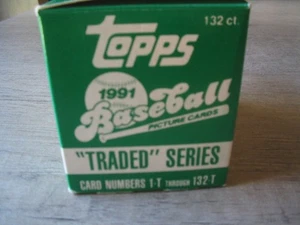 132 ct.
TOPPS
1991
Baseball
PICTURE CARDS
"TRADED" SERIES
CARD NUMBERS 1-T THROUGH 132 T